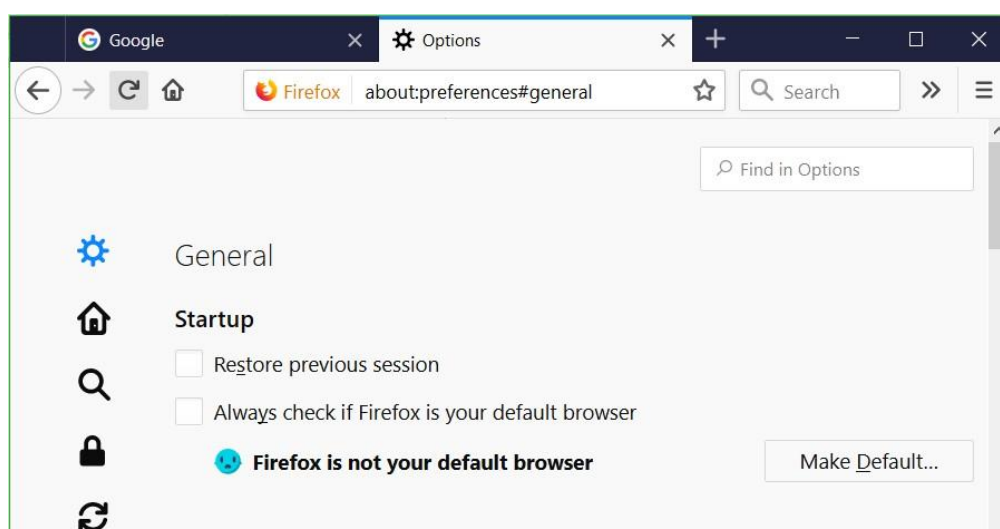 Google
Options
Firefox about:preferences#general
Search
Find in Options
General
Startup
Restore previous session
Always check if Firefox is your default browser
Firefox is not your default browser
Make Default...